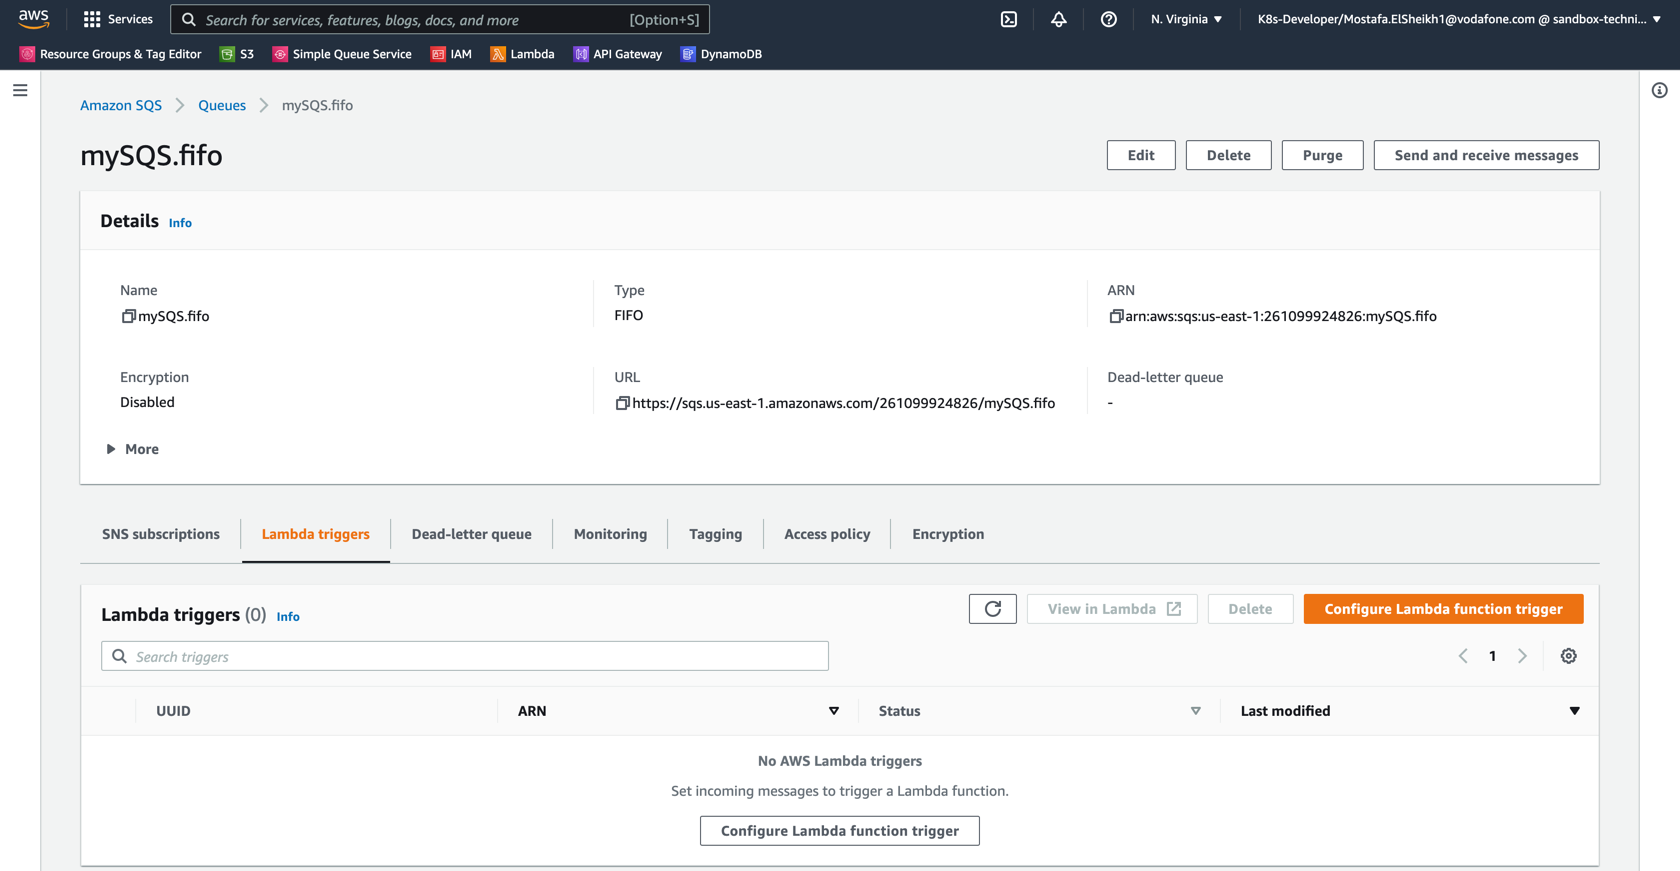 aws
Services
Search for services, features, blogs, docs, and more [Option+S]
N. Virginia
K8s-Developer/Mostafa.ElSheikh1@vodafone.com @ sandbox-techni...
Resource Groups & Tag Editor
S3
Simple Queue Service
IAM
Lambda
API Gateway
DynamoDB
Amazon SQS
Queues
mySQS.fifo
mySQS.fifo
Edit
Delete
Purge
Send and receive messages
Details Info
Name
mySQS.fifo
Type
FIFO
ARN
arn:aws:sqs:us-east-1:261099924826:mySQS.fifo
Encryption
Disabled
URL
https://sqs.us-east-1.amazonaws.com/261099924826/mySQS.fifo
Dead-letter queue
-
More
SNS subscriptions
Lambda triggers
Dead-letter queue
Monitoring
Tagging
Access policy
Encryption
Lambda triggers (0) Info
View in Lambda
Delete
Configure Lambda function trigger
Search triggers
1
UUID
ARN
Status
Last modified
No AWS Lambda triggers
Set incoming messages to trigger a Lambda function.
Configure Lambda function trigger